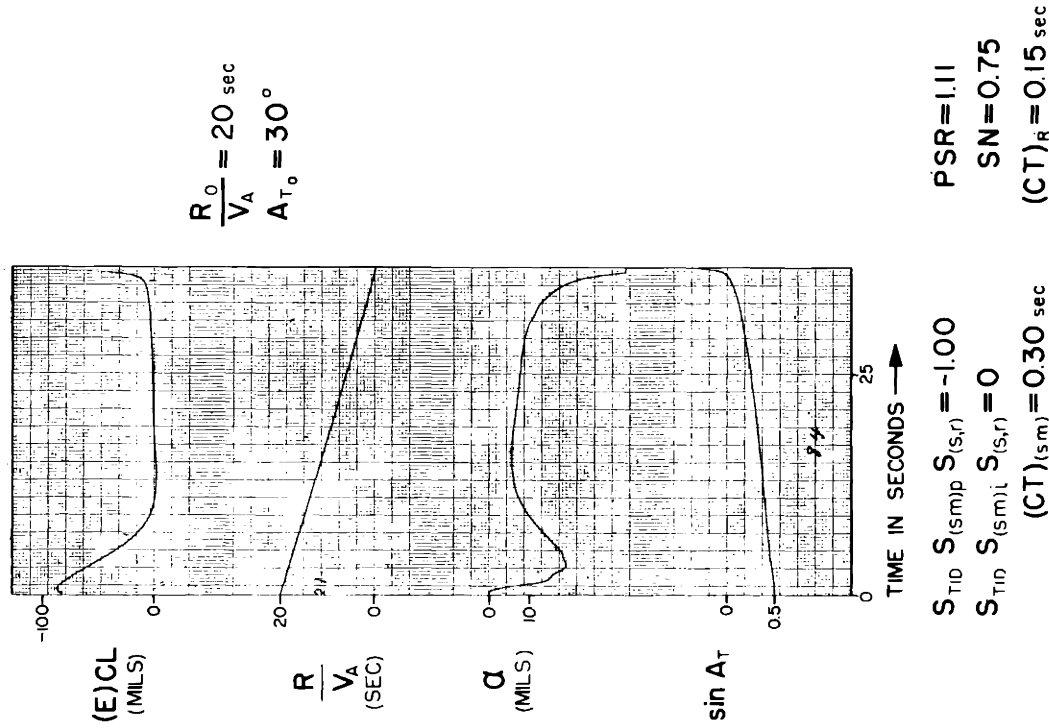 (E)CL
(MILS)
-100
0
R
V_A
(SEC)
20
0
α
(MILS)
0
10
sin A_T
0
0.5
0
25
TIME IN SECONDS →
R_0
V_A = 20 sec
A_T_0 = 30°
S_TID S_(sm)p S_(s,r) = -1.00
S_TID S_(sm)i S_(s,r) = 0
(CT)_(sm) = 0.30 sec
PSR = 1.11
SN = 0.75
(CT)_R = 0.15 sec